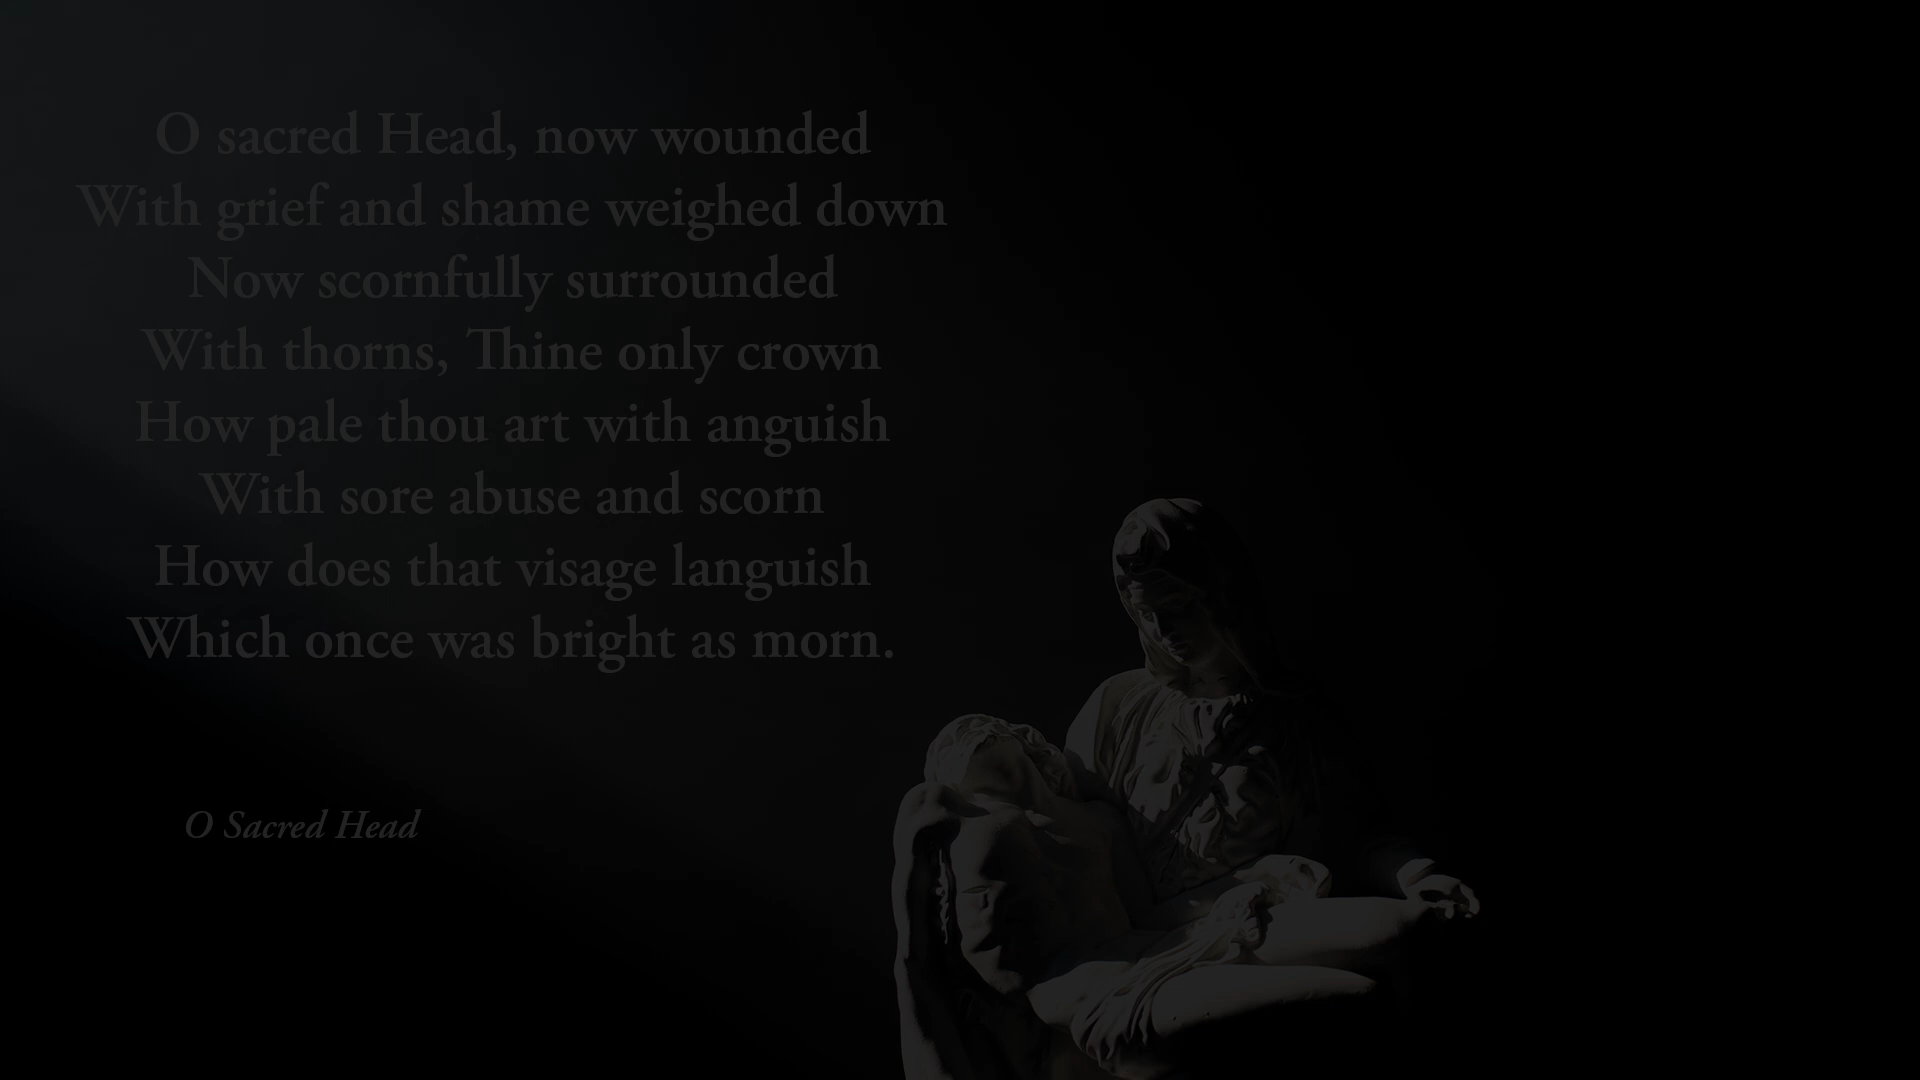 O sacred Head, now wounded
With grief and shame weighed down
Now scornfully surrounded
With thorns, Thine only crown
How pale thou art with anguish
With sore abuse and scorn
How does that visage languish
Which once was bright as morn.
O Sacred Head